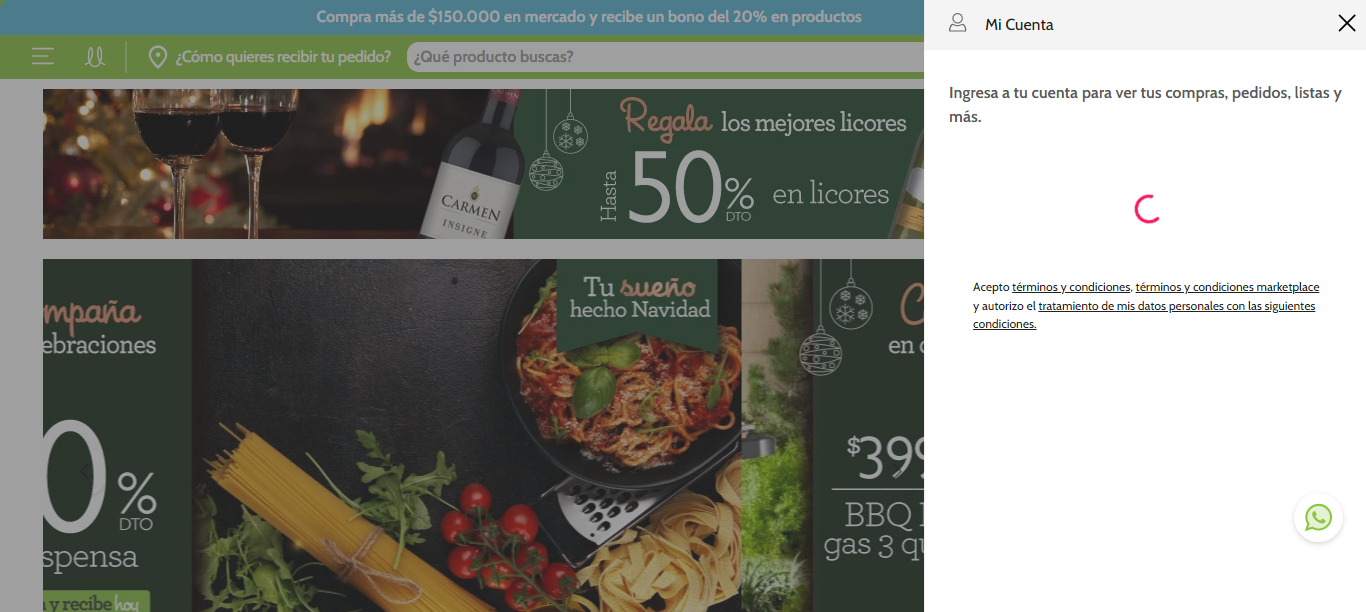 Compra más de $150.000 en mercado y recibe un bono del 20% en productos
¿Cómo quieres recibir tu pedido?
¿Qué producto buscas?
Mi Cuenta
Ingresa a tu cuenta para ver tus compras, pedidos, listas y
más.
Acepto términos y condiciones, términos y condiciones marketplace
y autorizo el tratamiento de mis datos personales con las siguientes
condiciones.
CARMEN
INSIGNE
Regala los mejores licores
Hasta
50% DTO
en licores
mpaña
ebraciones
0% DTO
spensa
y recibe hoy
Tu sueño
hecho Navidad
en
$399
BBQ
gas 3 qu